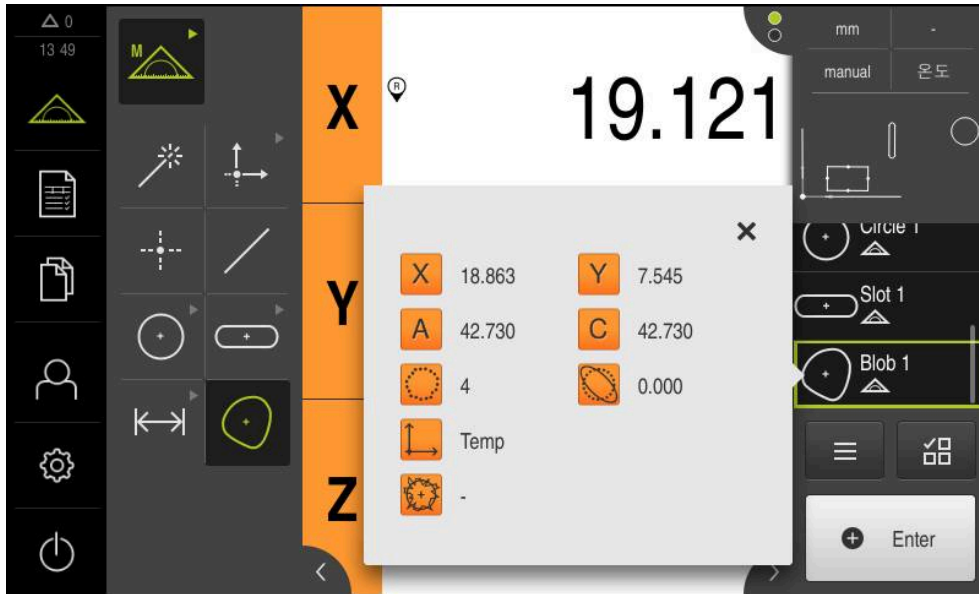 0
13 49
M
X
R
19.121
mm
-
manual
온도
Circle 1
Slot 1
Blob 1
Y
Z
X 18.863
Y 7.545
A 42.730
C 42.730
4
0.000
Temp
-
Enter